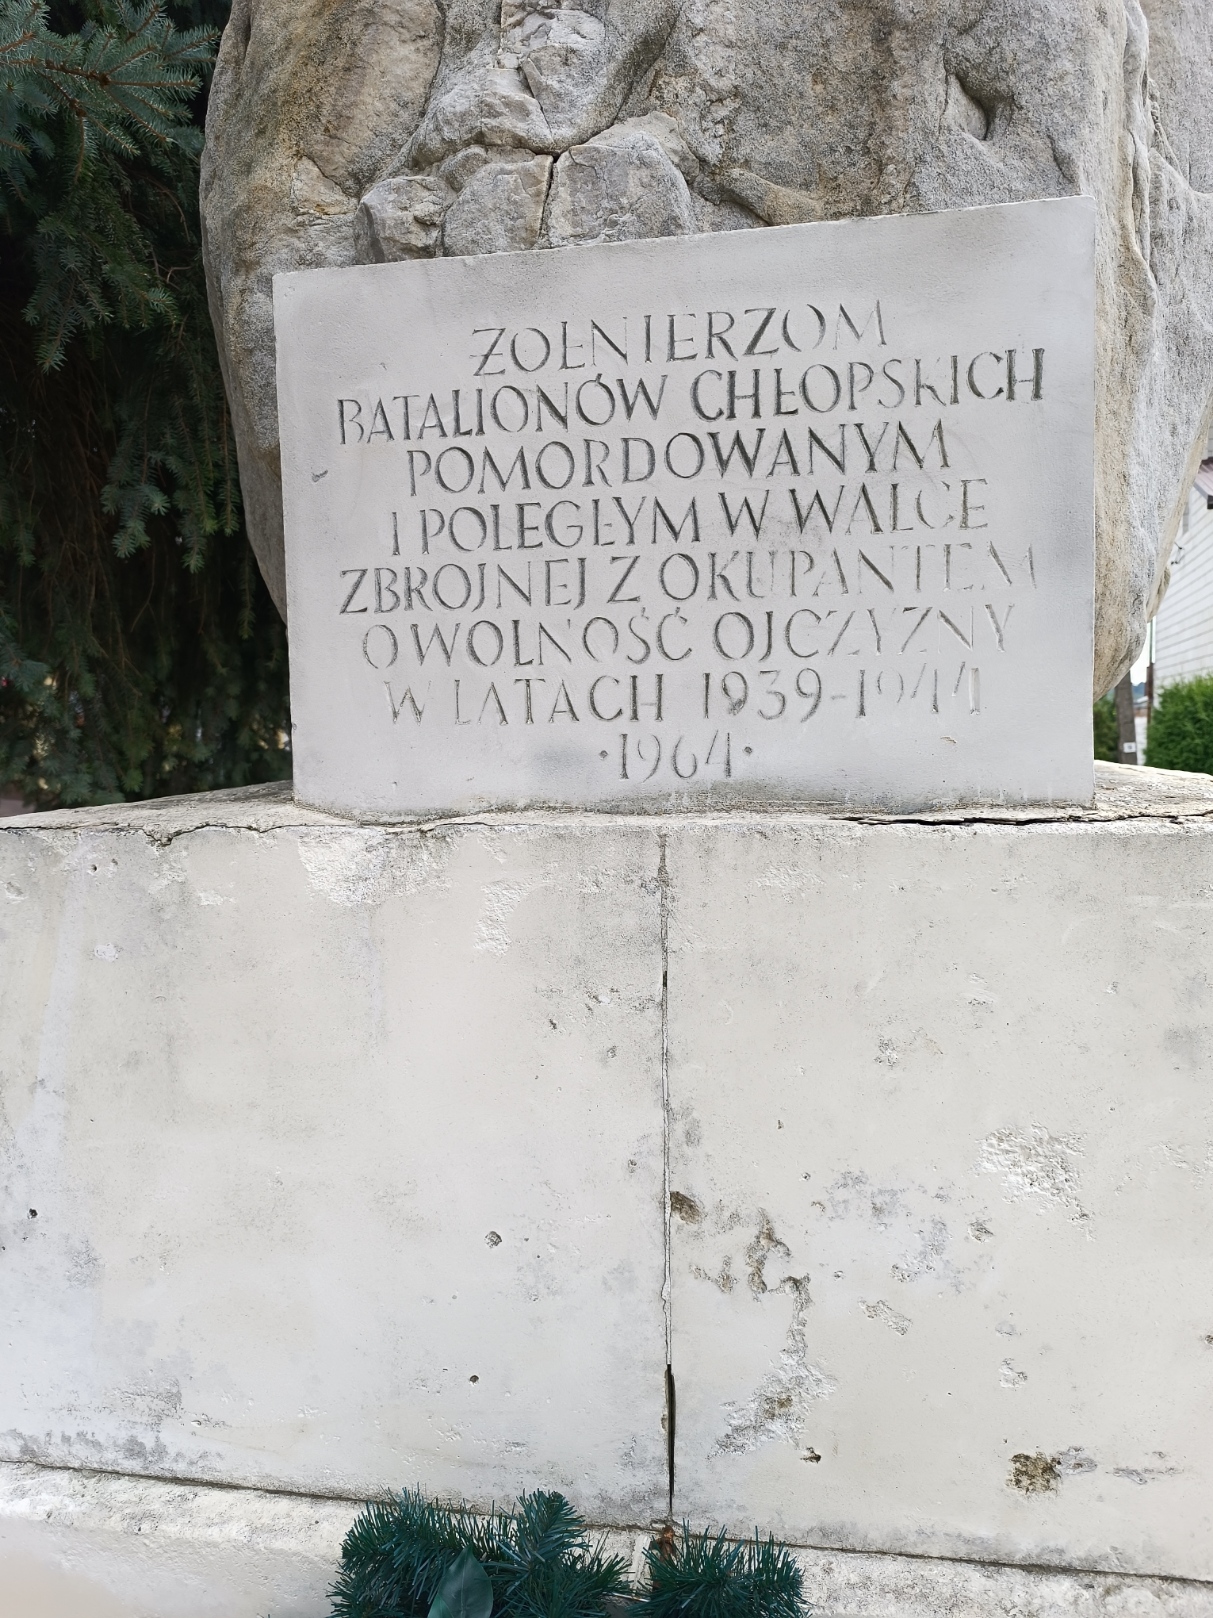 ŻOŁNIERZOM
BATALIONÓW CHŁOPSKICH
POMORDOWANYM
I POLEGŁYM W WALCE
ZBROJNEJ Z OKUPANTEM
O WOLNOŚĆ OJCZYZNY
W LATACH 1939-1944
·1964·